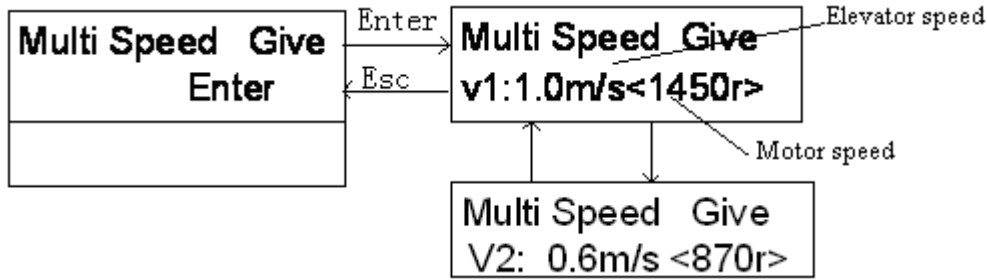 Multi Speed Give
Enter
Enter
Esc
Multi Speed Give
v1:1.0m/s<1450r>
Elevator speed
Motor speed
Multi Speed Give
V2: 0.6m/s <870r>